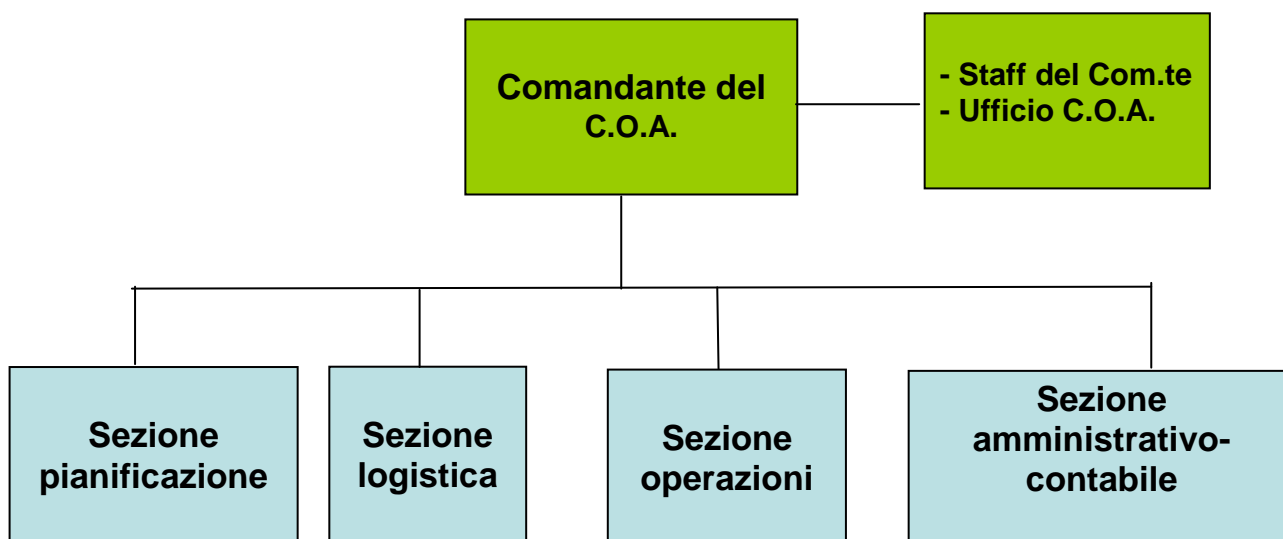 Comandante del
C.O.A.
- Staff del Com.te
- Ufficio C.O.A.
Sezione
pianificazione
Sezione
logistica
Sezione
operazioni
Sezione
amministrativo-
contabile